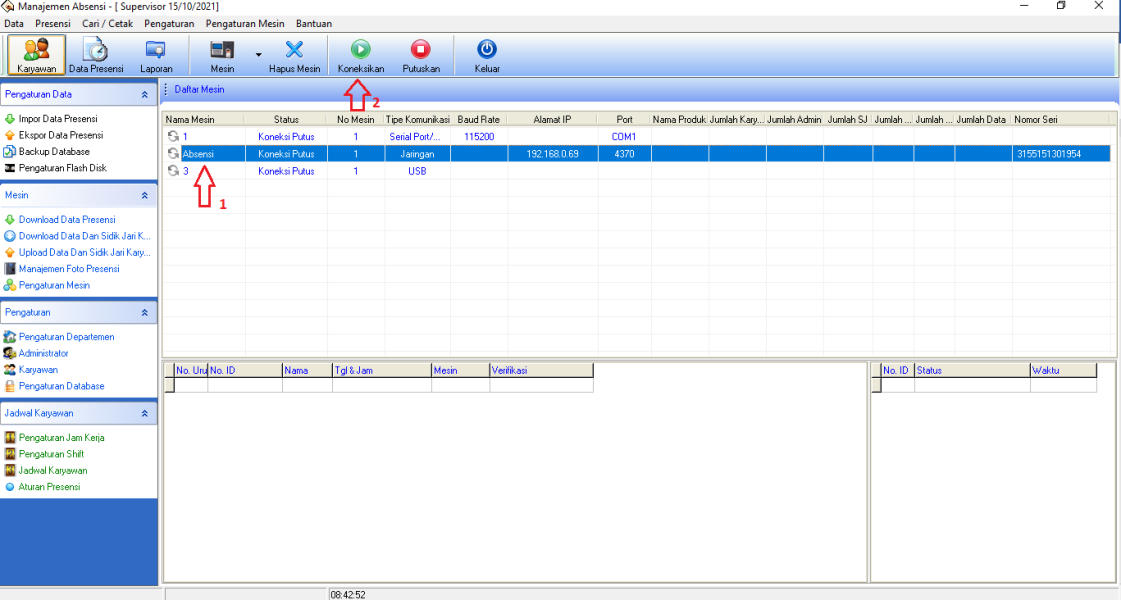 Manajemen Absensi - [ Supervisor 15/10/2021]
Data Presensi Cari / Cetak Pengaturan Pengaturan Mesin Bantuan
Karyawan Data Presensi Laporan Mesin Hapus Mesin Koneksikan Putuskan Keluar
Pengaturan Data
Impor Data Presensi
Ekspor Data Presensi
Backup Database
Pengaturan Flash Disk
Mesin
Download Data Presensi
Download Data Dan Sidik Jari K...
Upload Data Dan Sidik Jari Kary...
Manajemen Foto Presensi
Pengaturan Mesin
Pengaturan
Pengaturan Departemen
Administrator
Karyawan
Pengaturan Database
Jadwal Karyawan
Pengaturan Jam Kerja
Pengaturan Shift
Jadwal Karyawan
Aturan Presensi
Daftar Mesin
2
Nama Mesin Status No Mesin Tipe Komunikasi Baud Rate Alamat IP Port Nama Produk Jumlah Kary... Jumlah Admin Jumlah SJ Jumlah ... Jumlah ... Jumlah Data Nomor Seri
1 Koneksi Putus 1 Serial Port/... 115200 COM1
Absensi Koneksi Putus 1 Jaringan 192.168.0.69 4370 3155151301954
3 Koneksi Putus 1 USB
1
No. Uru No. ID Nama Tgl & Jam Mesin Verifikasi
No. ID Status Waktu
08:42:52